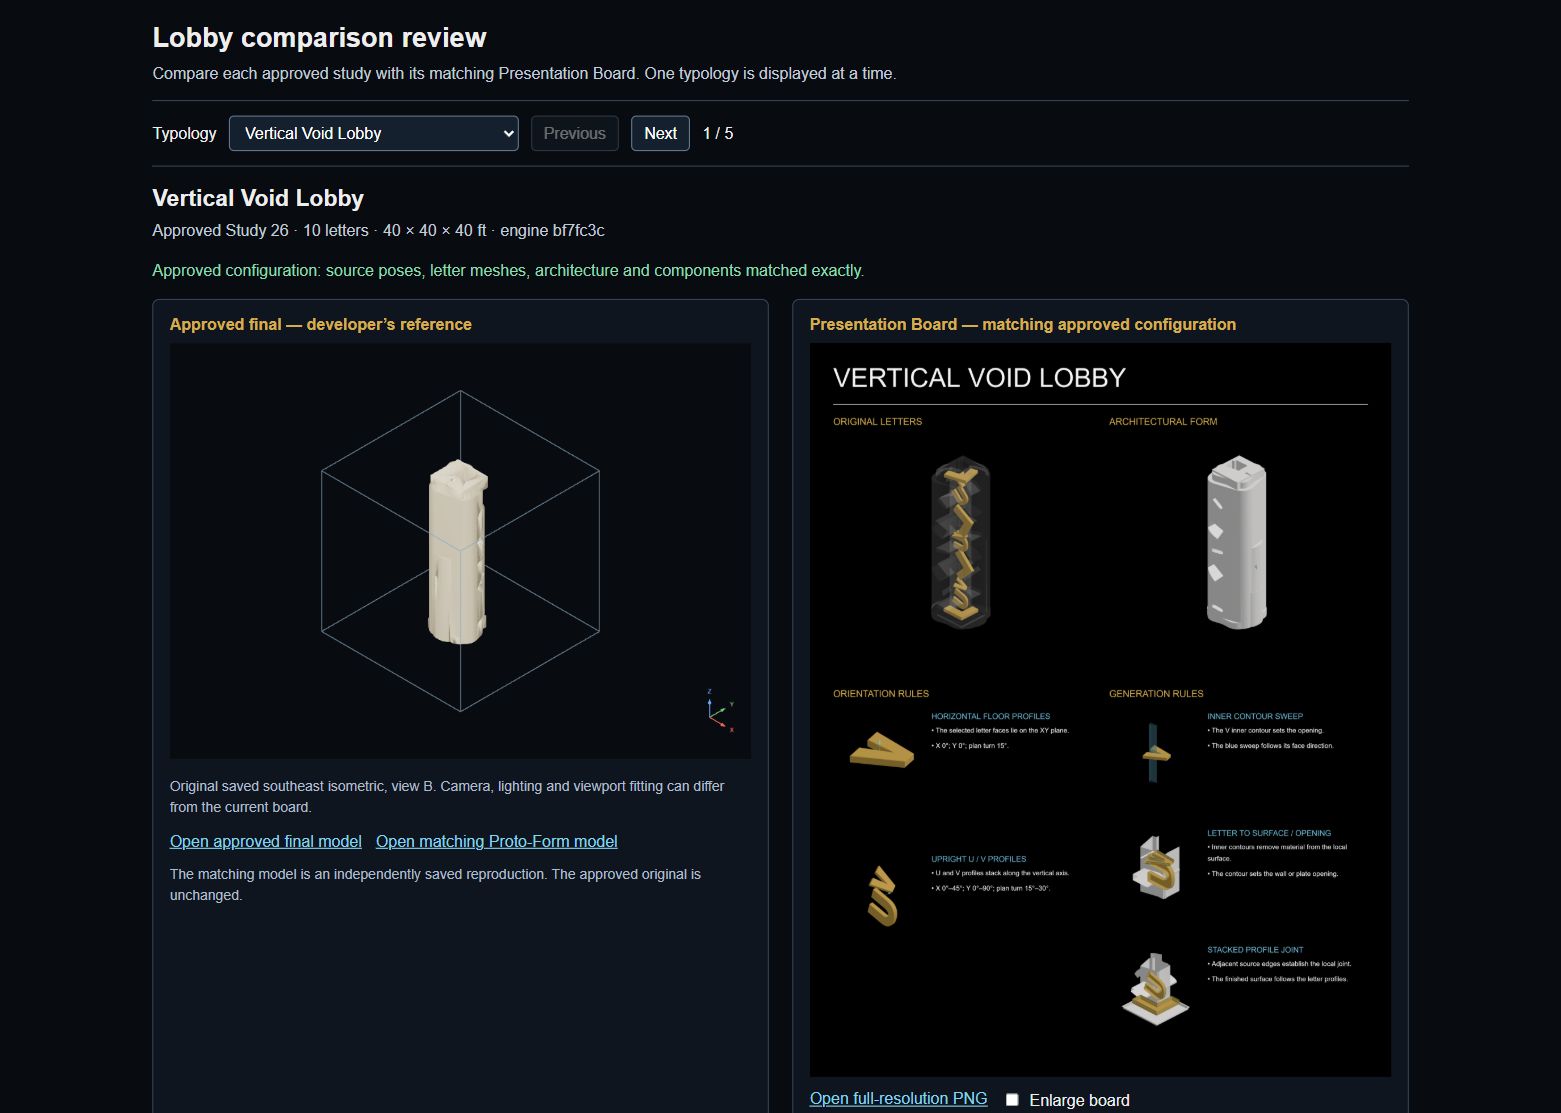 Lobby comparison review
Compare each approved study with its matching Presentation Board. One typology is displayed at a time.
Typology
Vertical Void Lobby
Previous
Next
1 / 5
Vertical Void Lobby
Approved Study 26 · 10 letters · 40 × 40 × 40 ft · engine bf7fc3c
Approved configuration: source poses, letter meshes, architecture and components matched exactly.
Approved final — developer’s reference
Z
Y
X
Original saved southeast isometric, view B. Camera, lighting and viewport fitting can differ
from the current board.
Open approved final model
Open matching Proto-Form model
The matching model is an independently saved reproduction. The approved original is
unchanged.
Presentation Board — matching approved configuration
VERTICAL VOID LOBBY
ORIGINAL LETTERS
ARCHITECTURAL FORM
ORIENTATION RULES
HORIZONTAL FLOOR PROFILES
• The selected letter faces lie on the XY plane.
• X 0°; Y 0°; plan turn 15°.
UPRIGHT U / V PROFILES
• U and V profiles stack along the vertical axis.
• X 0°–45°; Y 0°–90°; plan turn 15°–30°.
GENERATION RULES
INNER CONTOUR SWEEP
• The V inner contour sets the opening.
• The blue sweep follows its face direction.
LETTER TO SURFACE / OPENING
• Inner contours remove material from the local
surface.
• The contour sets the wall or plate opening.
STACKED PROFILE JOINT
• Adjacent source edges establish the local joint.
• The finished surface follows the letter profiles.
Open full-resolution PNG
Enlarge board